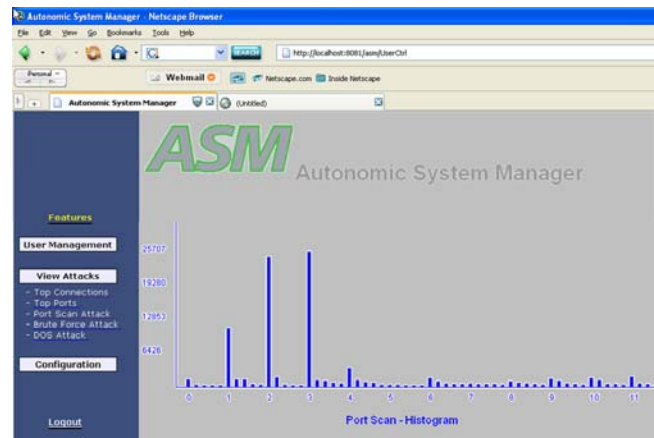 Autonomic System Manager - Netscape Browser
File Edit View Go Bookmarks Tools Help
SEARCH http://localhost:8081/asm/UserCtrl
Personal Webmail Netscape.com Inside Netscape
Autonomic System Manager (Untitled)
ASM Autonomic System Manager
Features
User Management
View Attacks
- Top Connections
- Top Ports
- Port Scan Attack
- Brute Force Attack
- DOS Attack
Configuration
Logout
25707
19280
12853
6426
0 1 2 3 4 5 6 7 8 9 10 11
Port Scan - Histogram